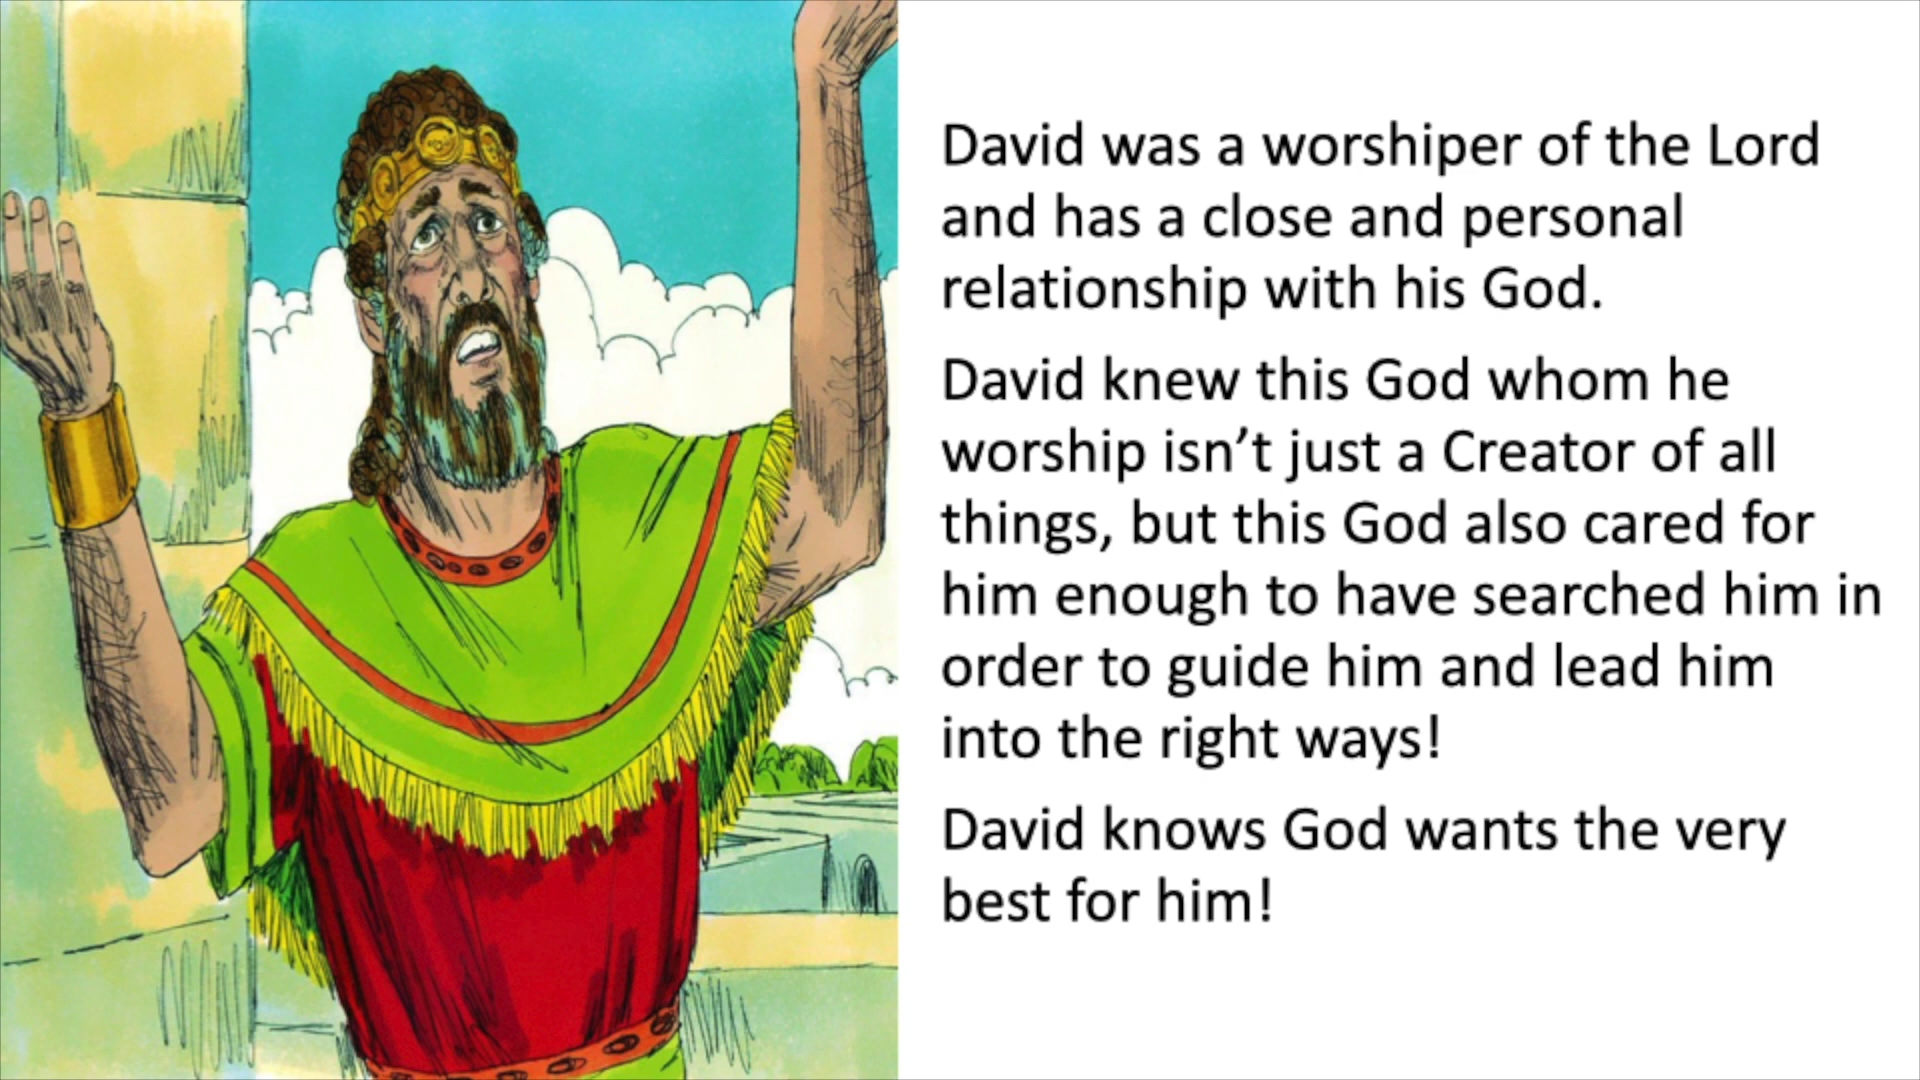 David was a worshiper of the Lord
and has a close and personal
relationship with his God.
David knew this God whom he
worship isn’t just a Creator of all
things, but this God also cared for
him enough to have searched him in
order to guide him and lead him
into the right ways!
David knows God wants the very
best for him!